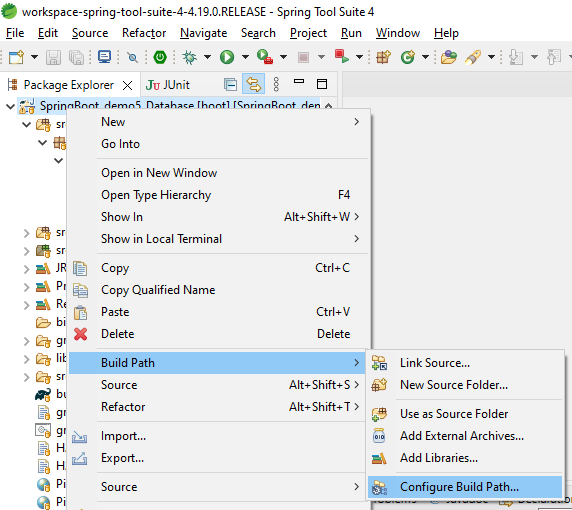 workspace-spring-tool-suite-4-4.19.0.RELEASE - Spring Tool Suite 4
File Edit Source Refactor Navigate Search Project Run Window Help
Package Explorer JUnit
SpringBoot_demo5_Database [boot] [SpringBoot_den
sr
New
Go Into
Open in New Window
Open Type Hierarchy F4
Show In Alt+Shift+W
Show in Local Terminal
sr
sr
JR Copy Ctrl+C
Pr Copy Qualified Name
Re Paste Ctrl+V
bi Delete Delete
gr
lib Build Path
sr Source Alt+Shift+S
bu Refactor Alt+Shift+T
gr
gr Import...
H. Export...
H.
Pi Source
Pi
Link Source...
New Source Folder...
Use as Source Folder
Add External Archives...
Add Libraries...
Configure Build Path...